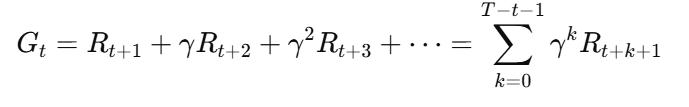 $G_t = R_{t+1} + \gamma R_{t+2} + \gamma^2 R_{t+3} + \cdots = \sum_{k=0}^{T-t-1} \gamma^k R_{t+k+1}$